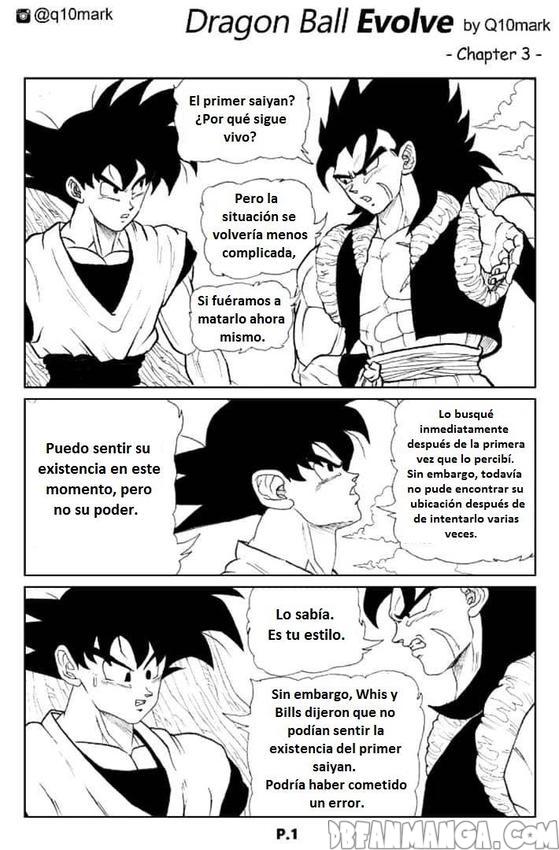 @q10mark
Dragon Ball Evolve by Q10mark
- Chapter 3 -
El primer saiyan?
¿Por qué sigue
vivo?
Pero la
situación se
volvería menos
complicada,
Si fuéramos a
matarlo ahora
mismo.
Puedo sentir su
existencia en este
momento, pero
no su poder.
Lo busqué
inmediatamente
después de la primera
vez que lo percibí.
Sin embargo, todavía
no pude encontrar su
ubicación después de
de intentarlo varias
veces.
Lo sabía.
Es tu estilo.
Sin embargo, Whis y
Bills dijeron que no
podían sentir la
existencia del primer
saiyan.
Podría haber cometido
un error.
P.1
DBFANMANGA.COM